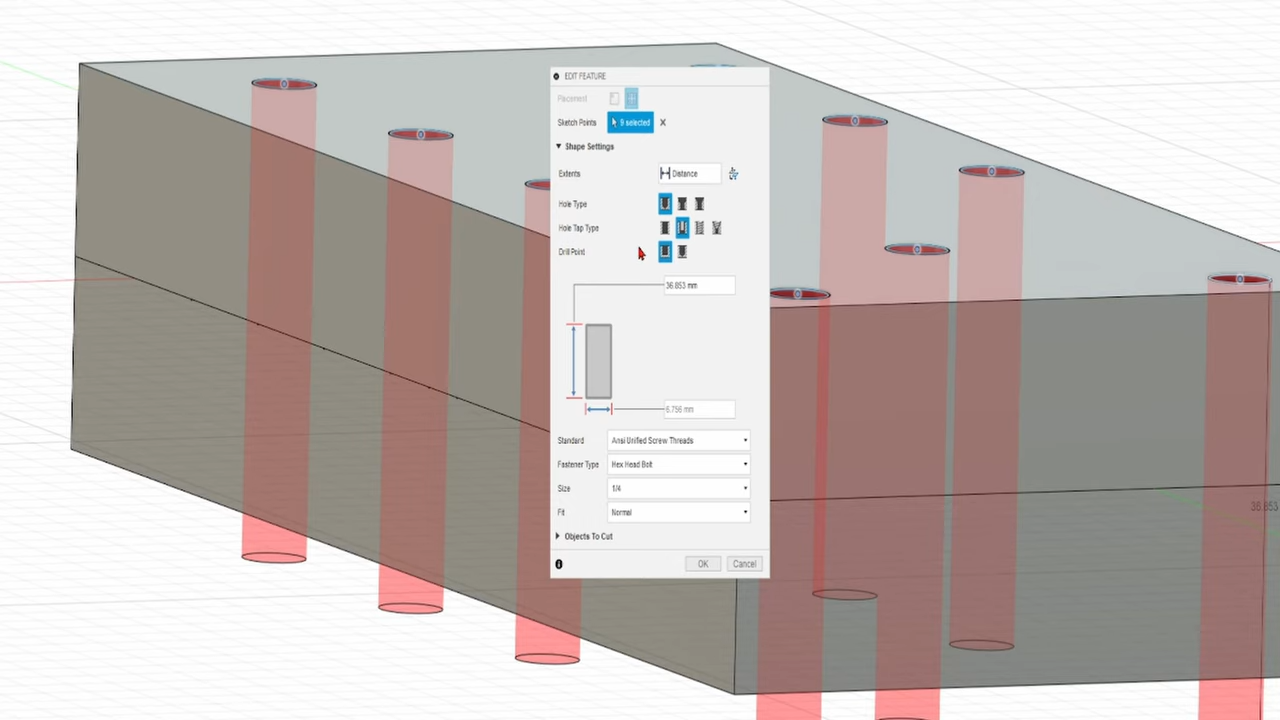 EDIT FEATURE
Placement
Sketch Points 9 selected X
Shape Settings
Extents Distance
Hole Type
Hole Tap Type
Drill Point
36.853 mm
6.756 mm
Standard Ansi Unified Screw Threads
Fastener Type Hex Head Bolt
Size 1/4
Fit Normal
Objects To Cut
OK Cancel
36.853